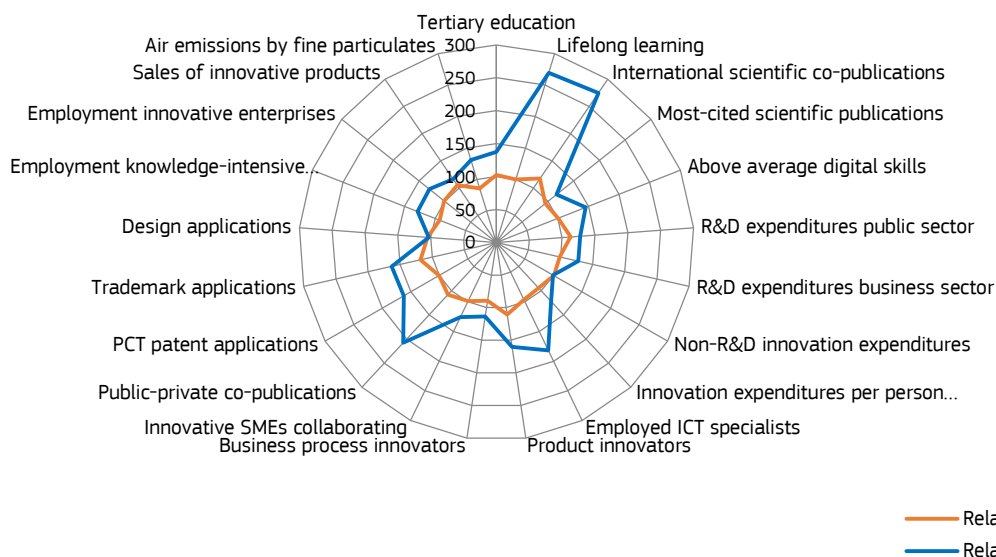 Tertiary education
Lifelong learning
International scientific co-publications
Most-cited scientific publications
Above average digital skills
R&D expenditures public sector
R&D expenditures business sector
Non-R&D innovation expenditures
Innovation expenditures per person...
Employed ICT specialists
Product innovators
Business process innovators
Innovative SMEs collaborating
Public-private co-publications
PCT patent applications
Trademark applications
Design applications
Employment knowledge-intensive...
Employment innovative enterprises
Sales of innovative products
Air emissions by fine particulates
300
250
200
150
100
50
0
Rela
Rela